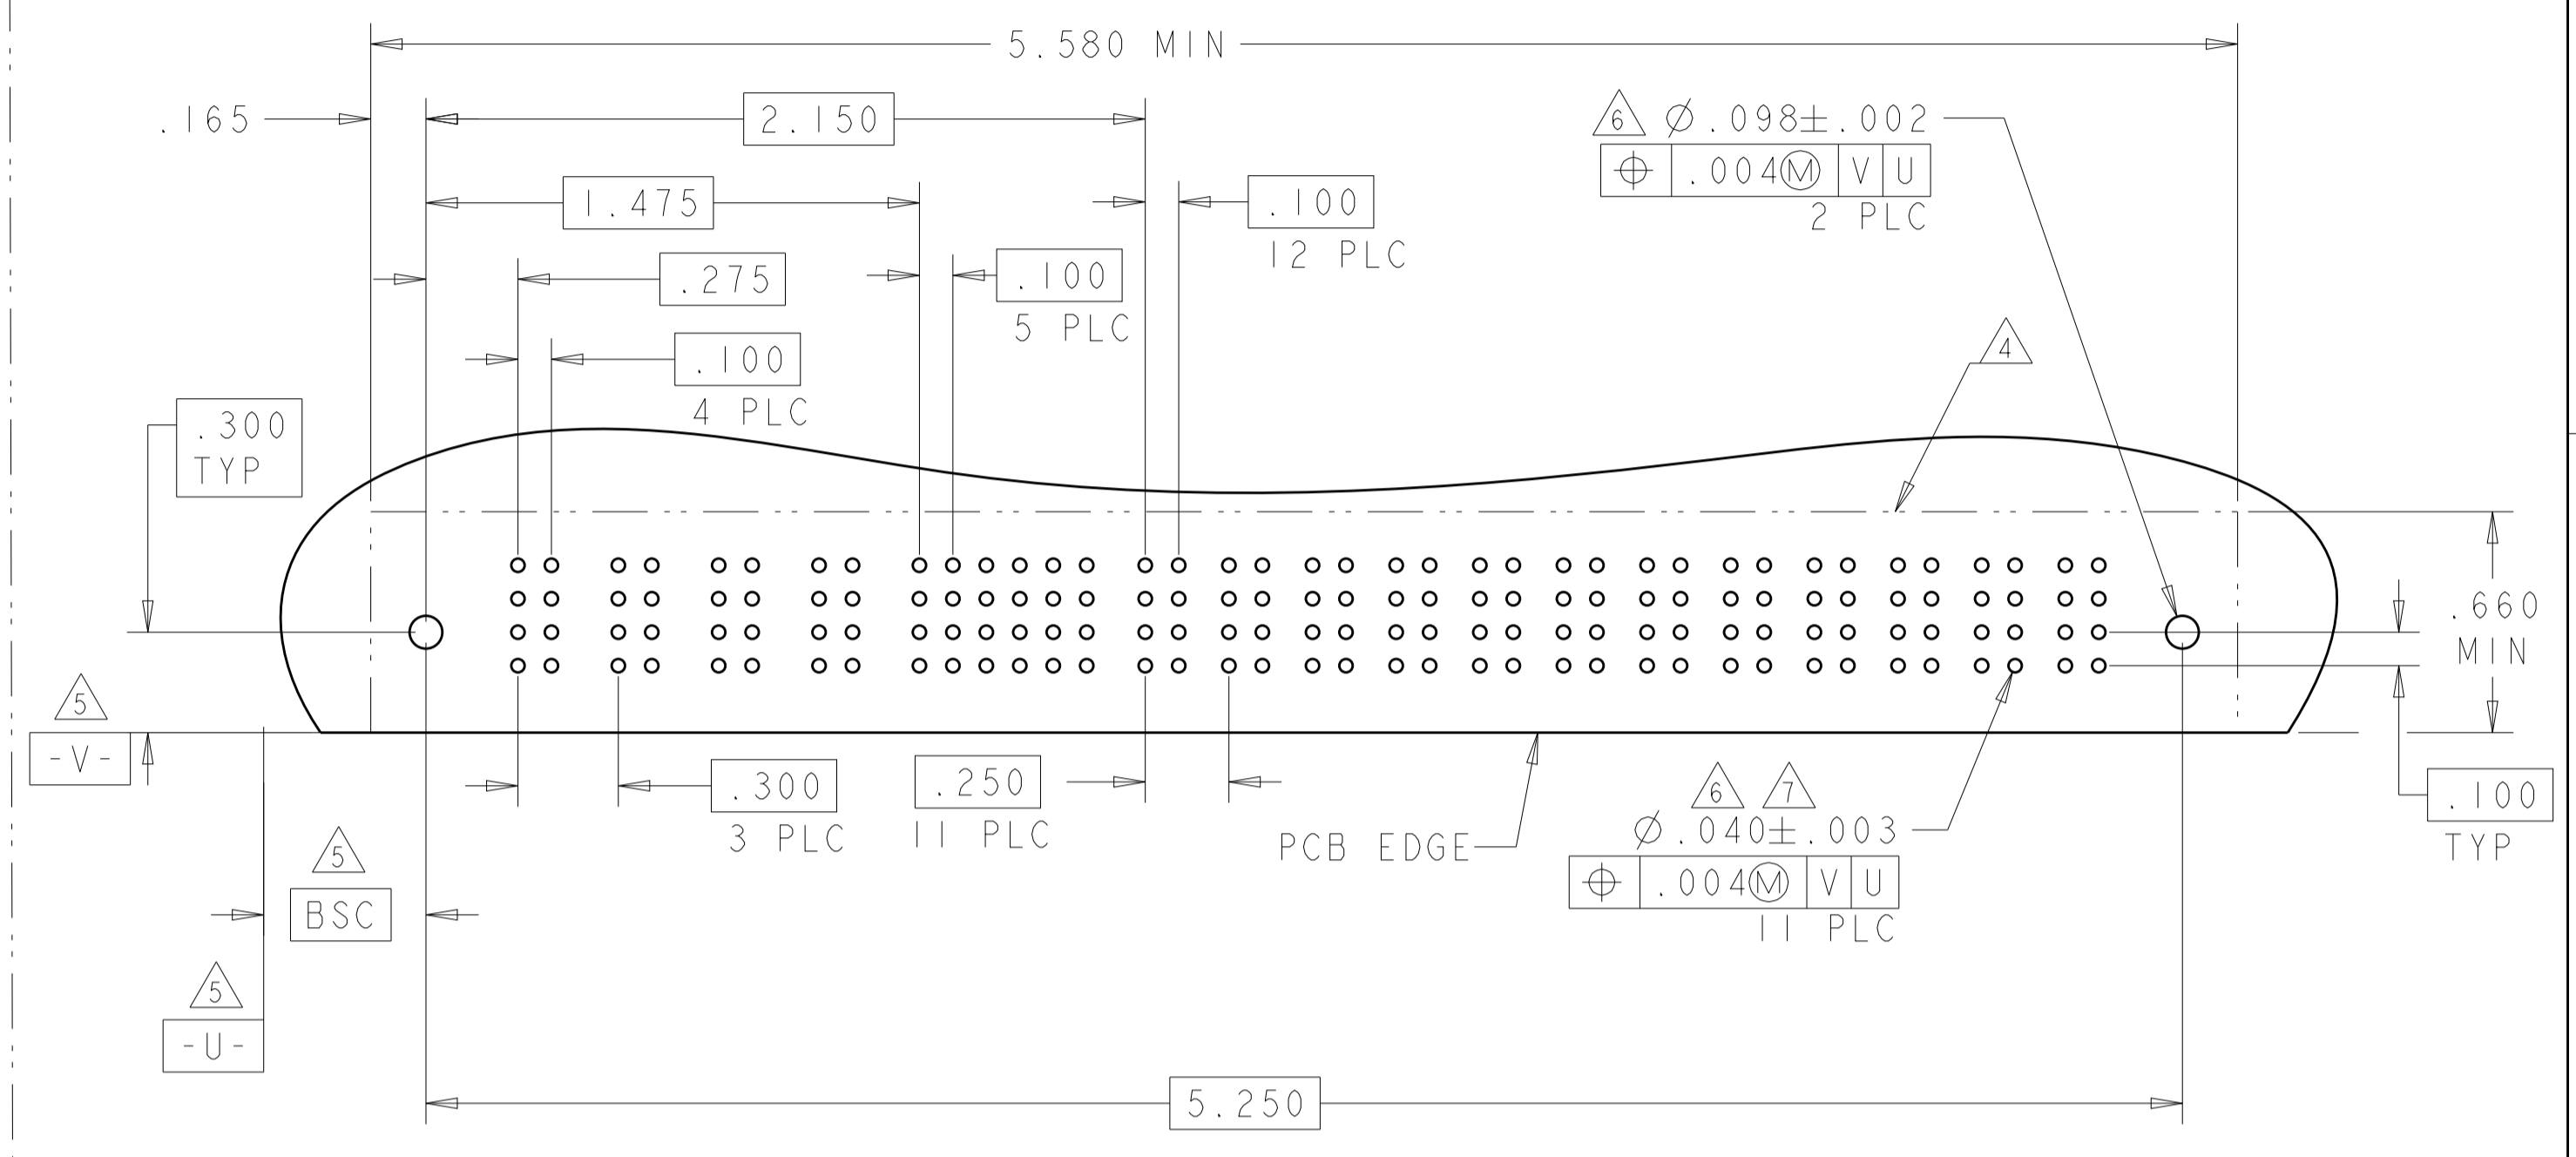 5.580 MIN
.165
2.150
6 Ø.098±.002
⌖ .004Ⓜ V U
2 PLC
1.475
.100
12 PLC
.275
.100
5 PLC
.100
4 PLC
4
.300
TYP
.660
MIN
5
-V-
.300
3 PLC
.250
11 PLC
PCB EDGE
6 7
Ø.040±.003
⌖ .004Ⓜ V U
11 PLC
.100
TYP
5
BSC
5
-U-
5.250